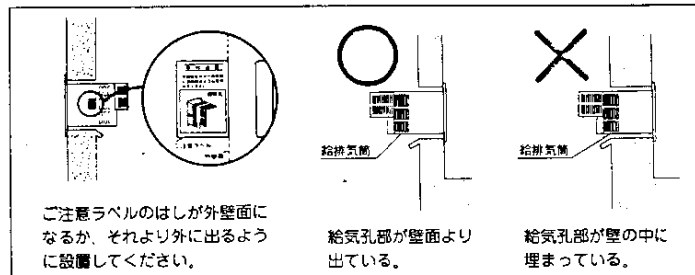 給排気筒
給排気筒
ご注意ラベルのはしが外壁面に
なるか、それより外に出るよう
に設置してください。
給気孔部が壁面より
出ている。
給気孔部が壁の中に
埋まっている。